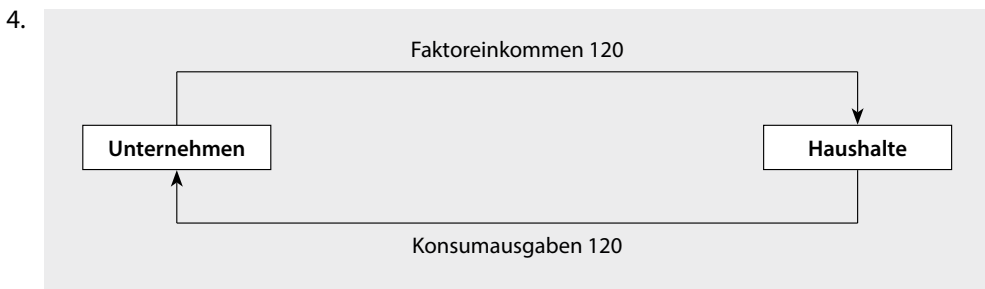 4.
Faktoreinkommen 120
Unternehmen
Haushalte
Konsumausgaben 120